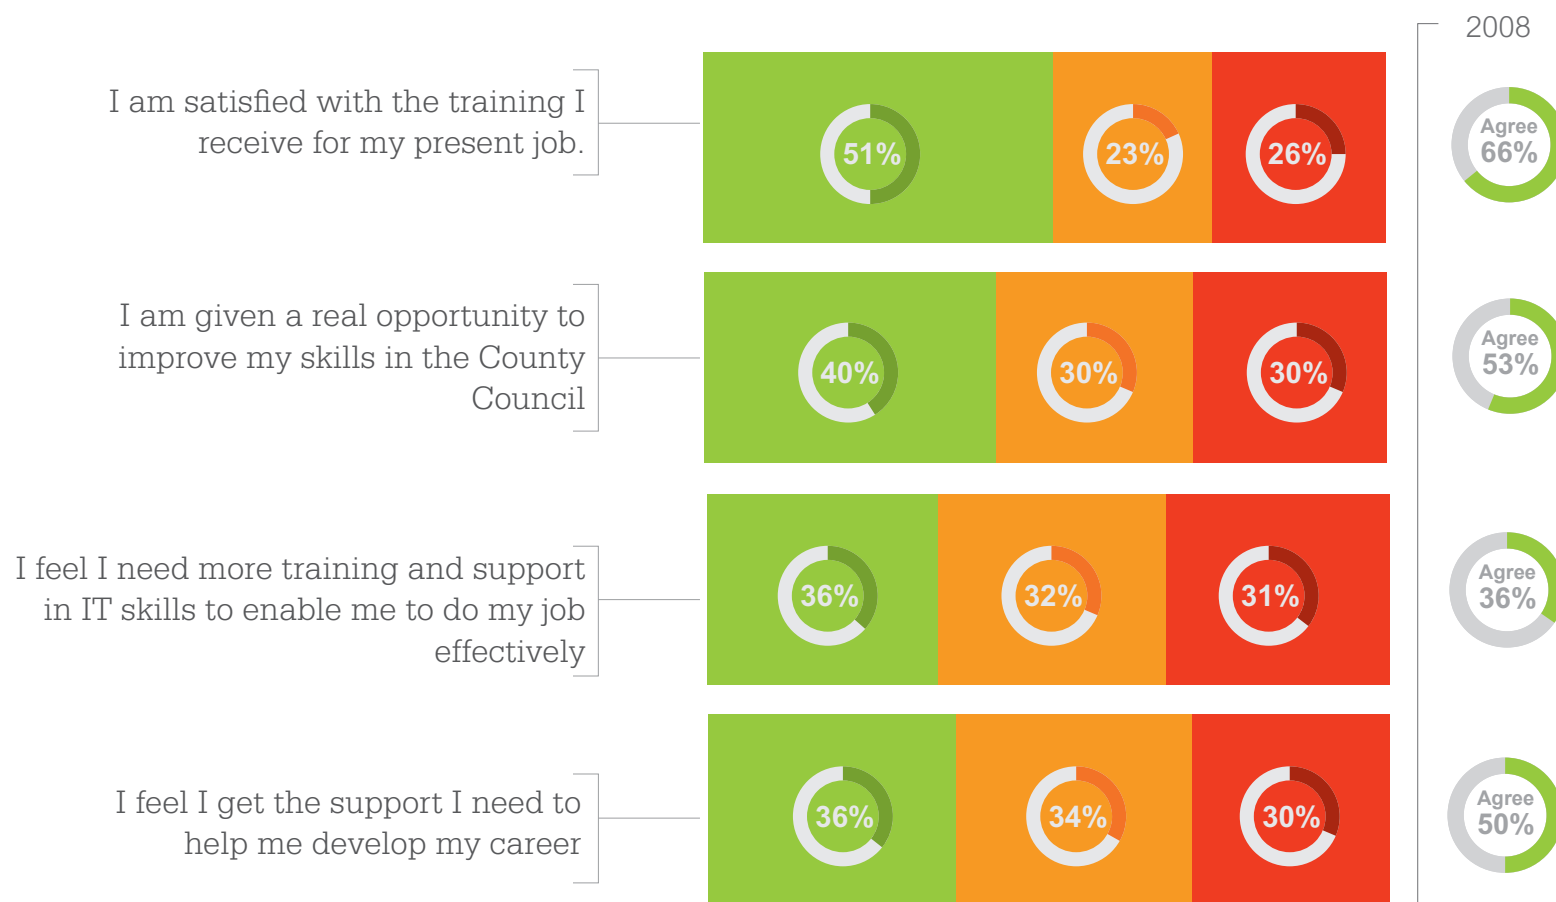 2008
I am satisfied with the training I
receive for my present job.
51%
23%
26%
Agree
66%
I am given a real opportunity to
improve my skills in the County
Council
40%
30%
30%
Agree
53%
I feel I need more training and support
in IT skills to enable me to do my job
effectively
36%
32%
31%
Agree
36%
I feel I get the support I need to
help me develop my career
36%
34%
30%
Agree
50%